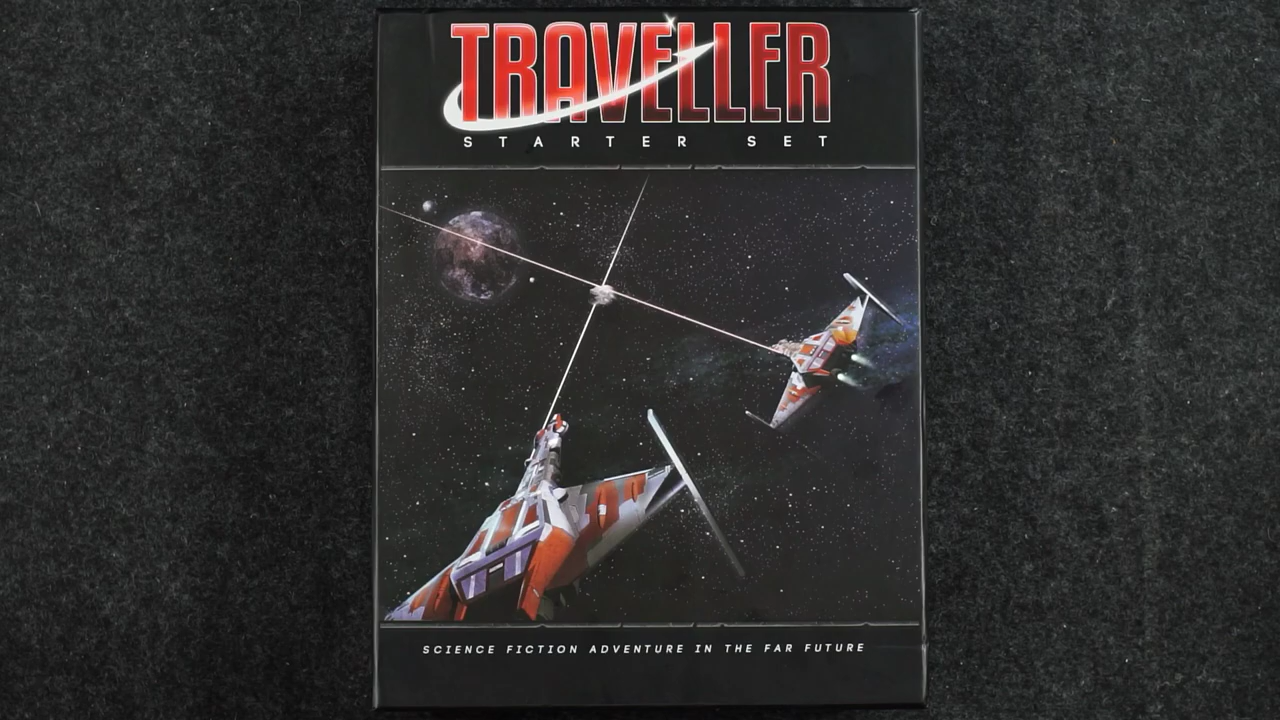 TRAVELLER
STARTER SET
SCIENCE FICTION ADVENTURE IN THE FAR FUTURE